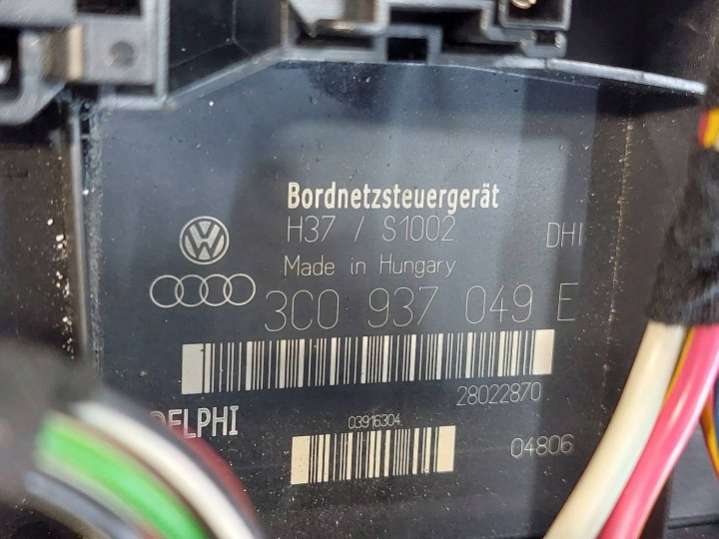 Bordnetzsteuergerät
H37 / S1002 DHI
Made in Hungary
3C0 937 049 E
28022870
DELPHI
03916304
04806